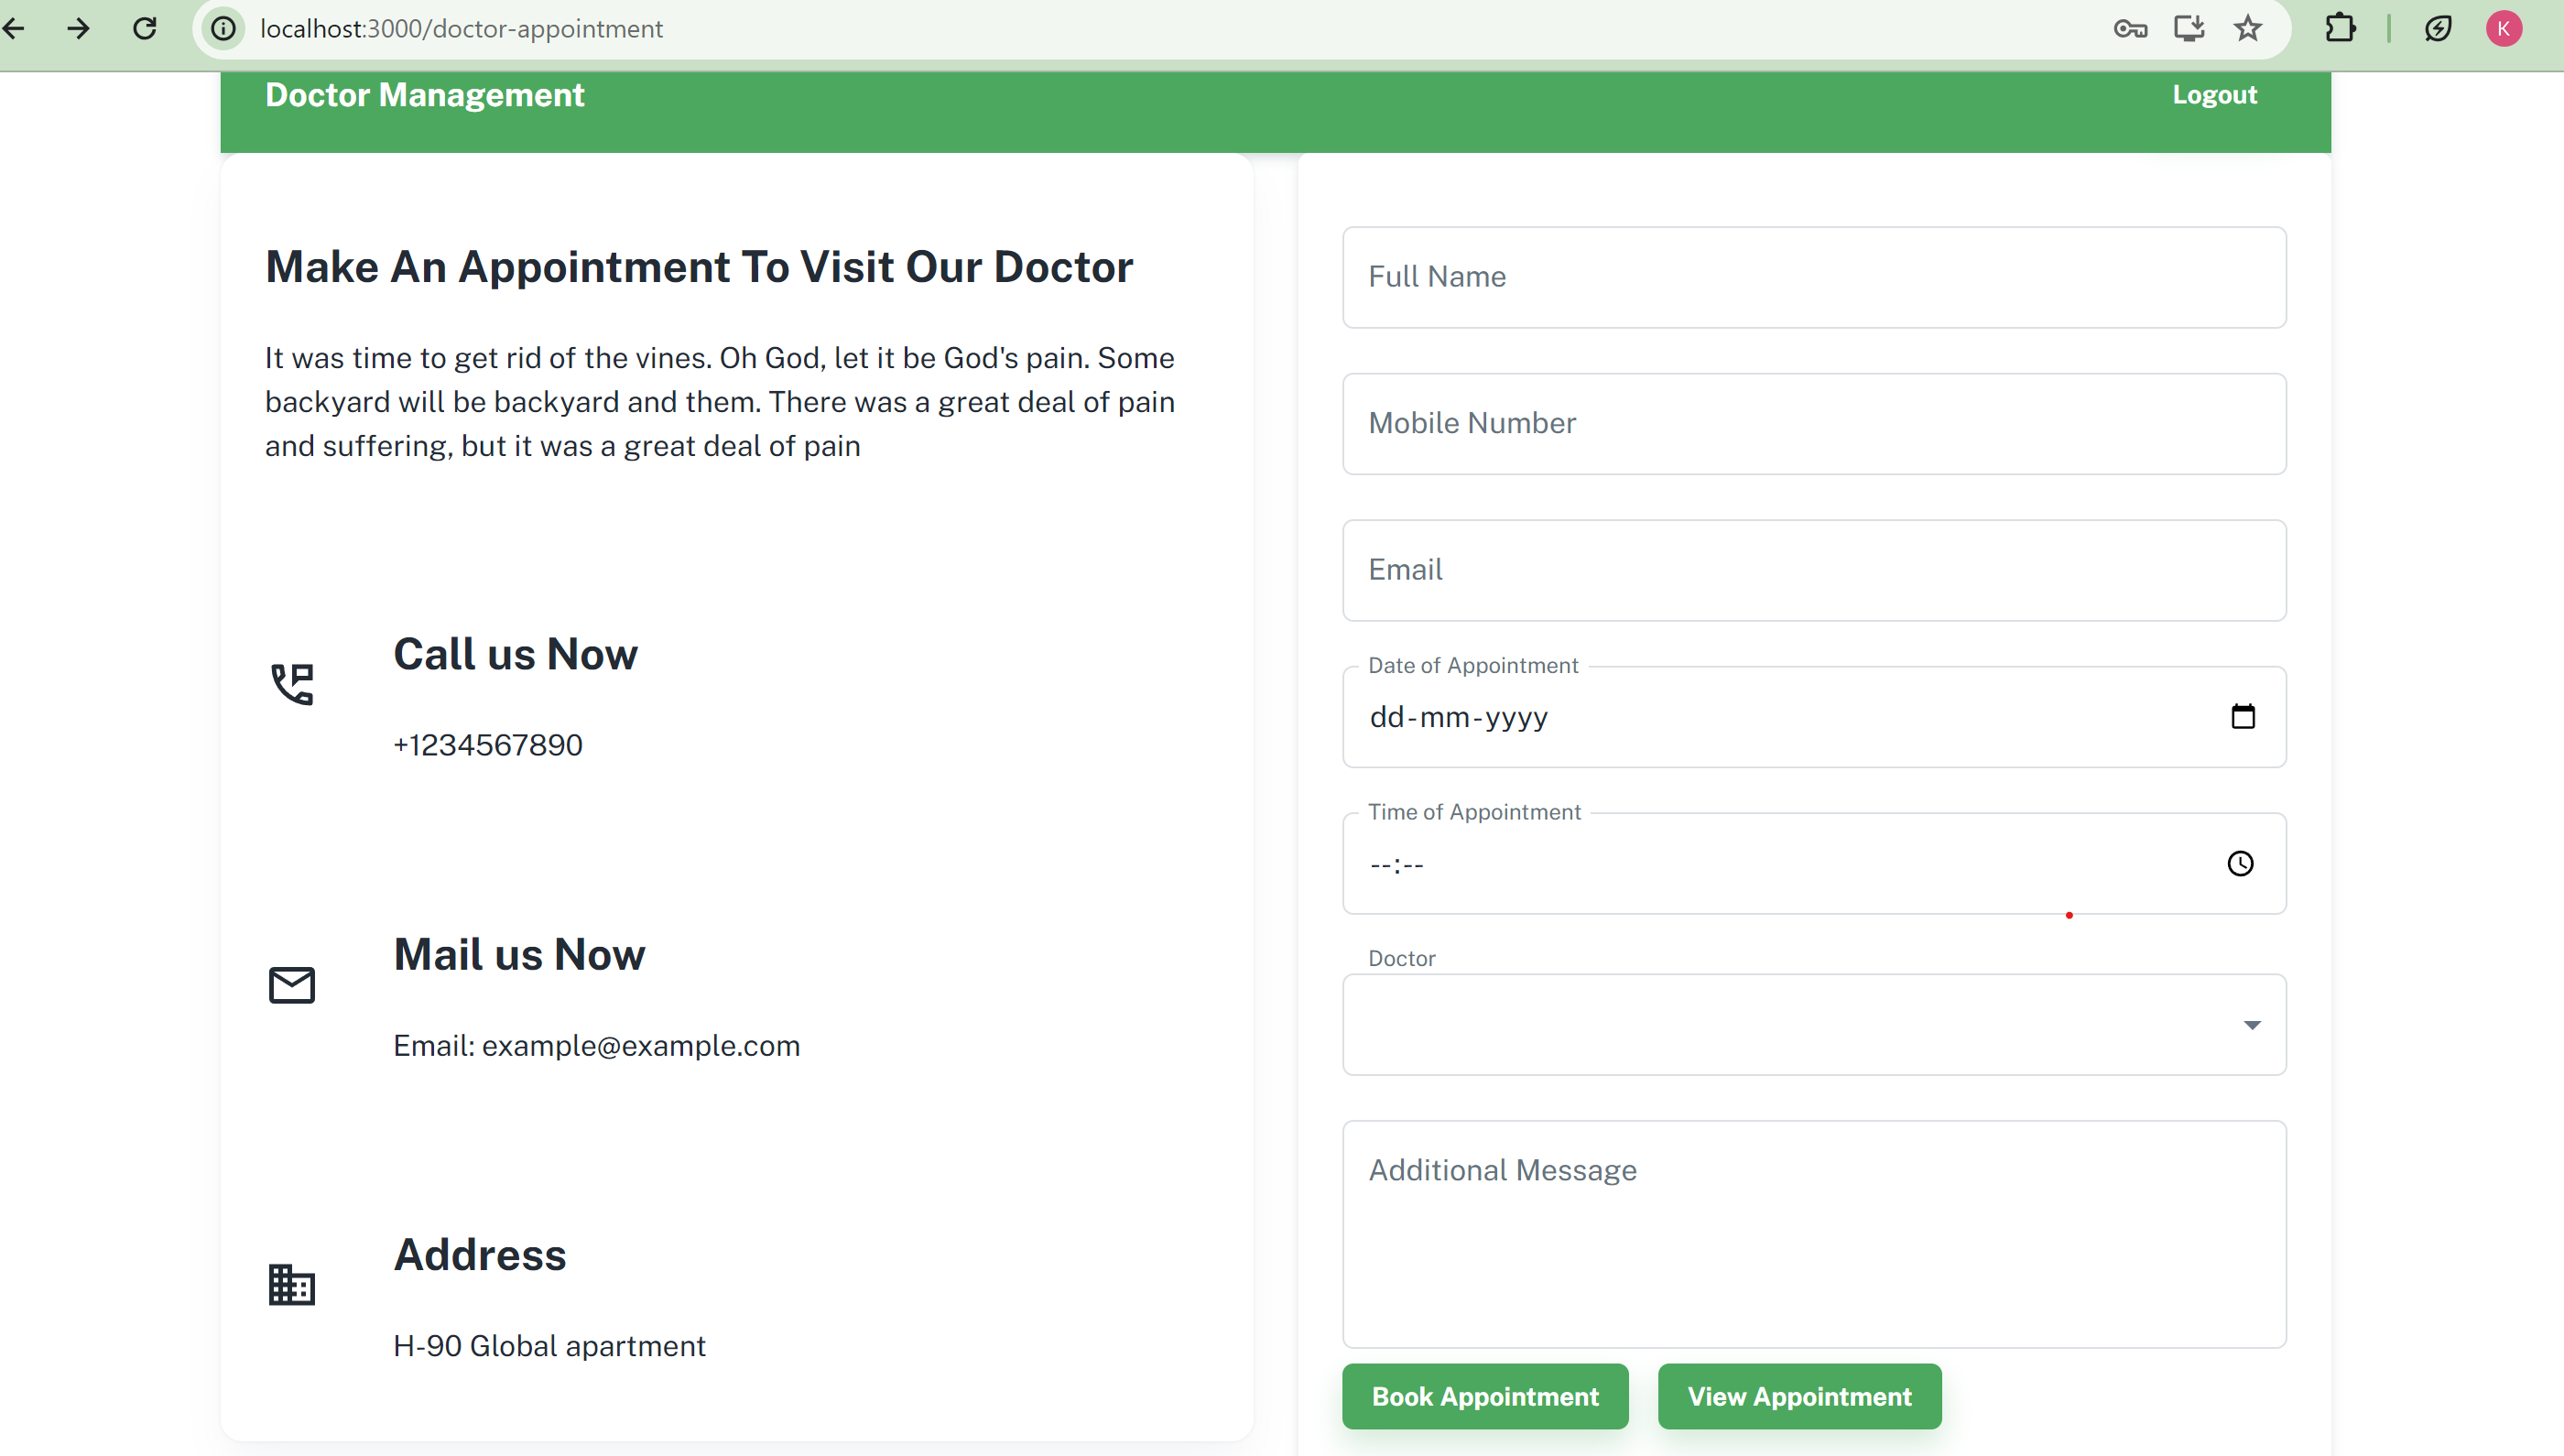 localhost:3000/doctor-appointment
K
Doctor Management
Logout
Make An Appointment To Visit Our Doctor
It was time to get rid of the vines. Oh God, let it be God's pain. Some
backyard will be backyard and them. There was a great deal of pain
and suffering, but it was a great deal of pain
Call us Now
+1234567890
Mail us Now
Email: example@example.com
Address
H-90 Global apartment
Full Name
Mobile Number
Email
Date of Appointment
dd-mm-yyyy
Time of Appointment
--:--
Doctor
Additional Message
Book Appointment
View Appointment